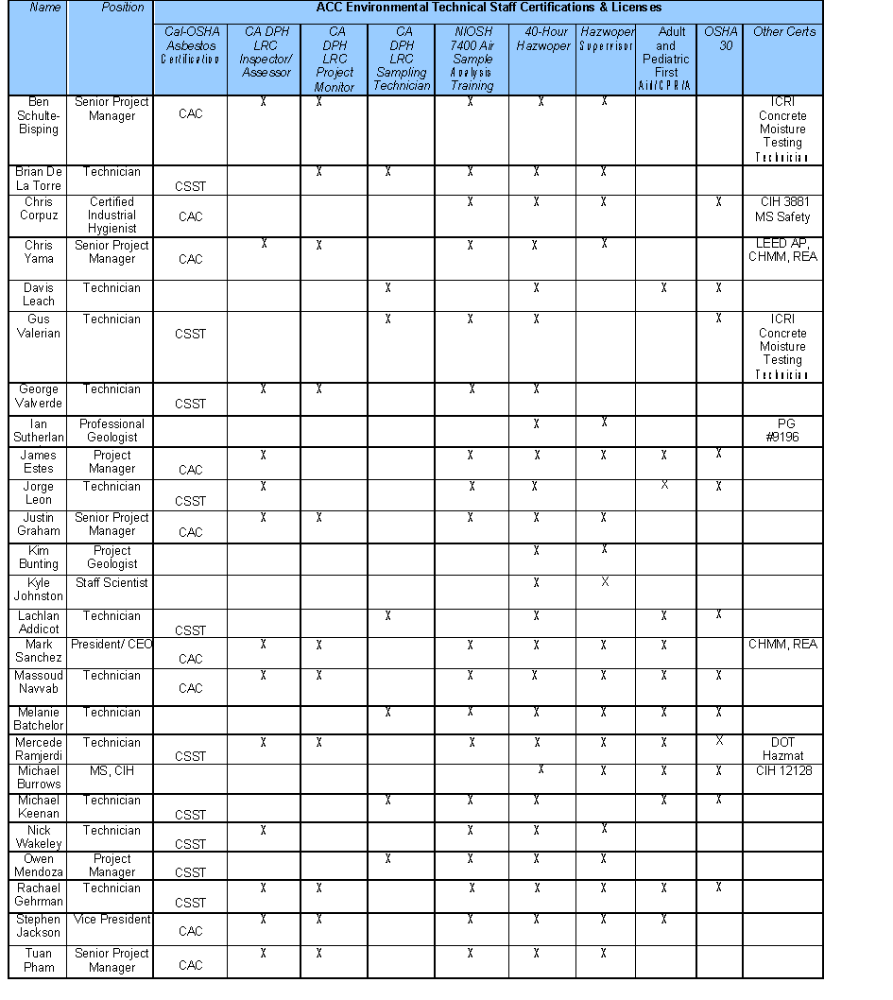 ACC Environmental Technical Staff Certifications & Licenses
Name Position Cal-OSHA Asbestos Certification CA DPH LRC Inspector/ Assessor CA DPH LRC Project Monitor CA DPH LRC Sampling Technician NIOSH 7400 Air Sample Analysis Training 40-Hour Hazwoper Hazwoper Supervisor Adult and Pediatric First Aid/CPR/A OSHA 30 Other Certs
Ben Schulte-Bisping Senior Project Manager CAC X X X X X ICRI Concrete Moisture Testing Technician
Brian De La Torre Technician CSST X X X X X
Chris Corpuz Certified Industrial Hygienist CAC X X X X CIH 3881 MS Safety
Chris Yama Senior Project Manager CAC X X X X X LEED AP, CHMM, REA
Davis Leach Technician X X X X
Gus Valerian Technician CSST X X X X ICRI Concrete Moisture Testing Technician
George Valverde Technician CSST X X X X
Ian Sutherlan Professional Geologist X X PG #9196
James Estes Project Manager CAC X X X X X X
Jorge Leon Technician CSST X X X X X
Justin Graham Senior Project Manager CAC X X X X X
Kim Bunting Project Geologist X X
Kyle Johnston Staff Scientist X X
Lachlan Addicot Technician CSST X X X X
Mark Sanchez President/ CEO CAC X X X X X X CHMM, REA
Massoud Navvab Technician CAC X X X X X X X
Melanie Batchelor Technician X X X X X X
Mercede Ramjerdi Technician CSST X X X X X X X DOT Hazmat
Michael Burrows MS, CIH X X X X CIH 12128
Michael Keenan Technician CSST X X X X X
Nick Wakeley Technician CSST X X X X
Owen Mendoza Project Manager CSST X X X X
Rachael Gehrman Technician CSST X X X X X X X
Stephen Jackson Vice President CAC X X X X X X
Tuan Pham Senior Project Manager CAC X X X X X